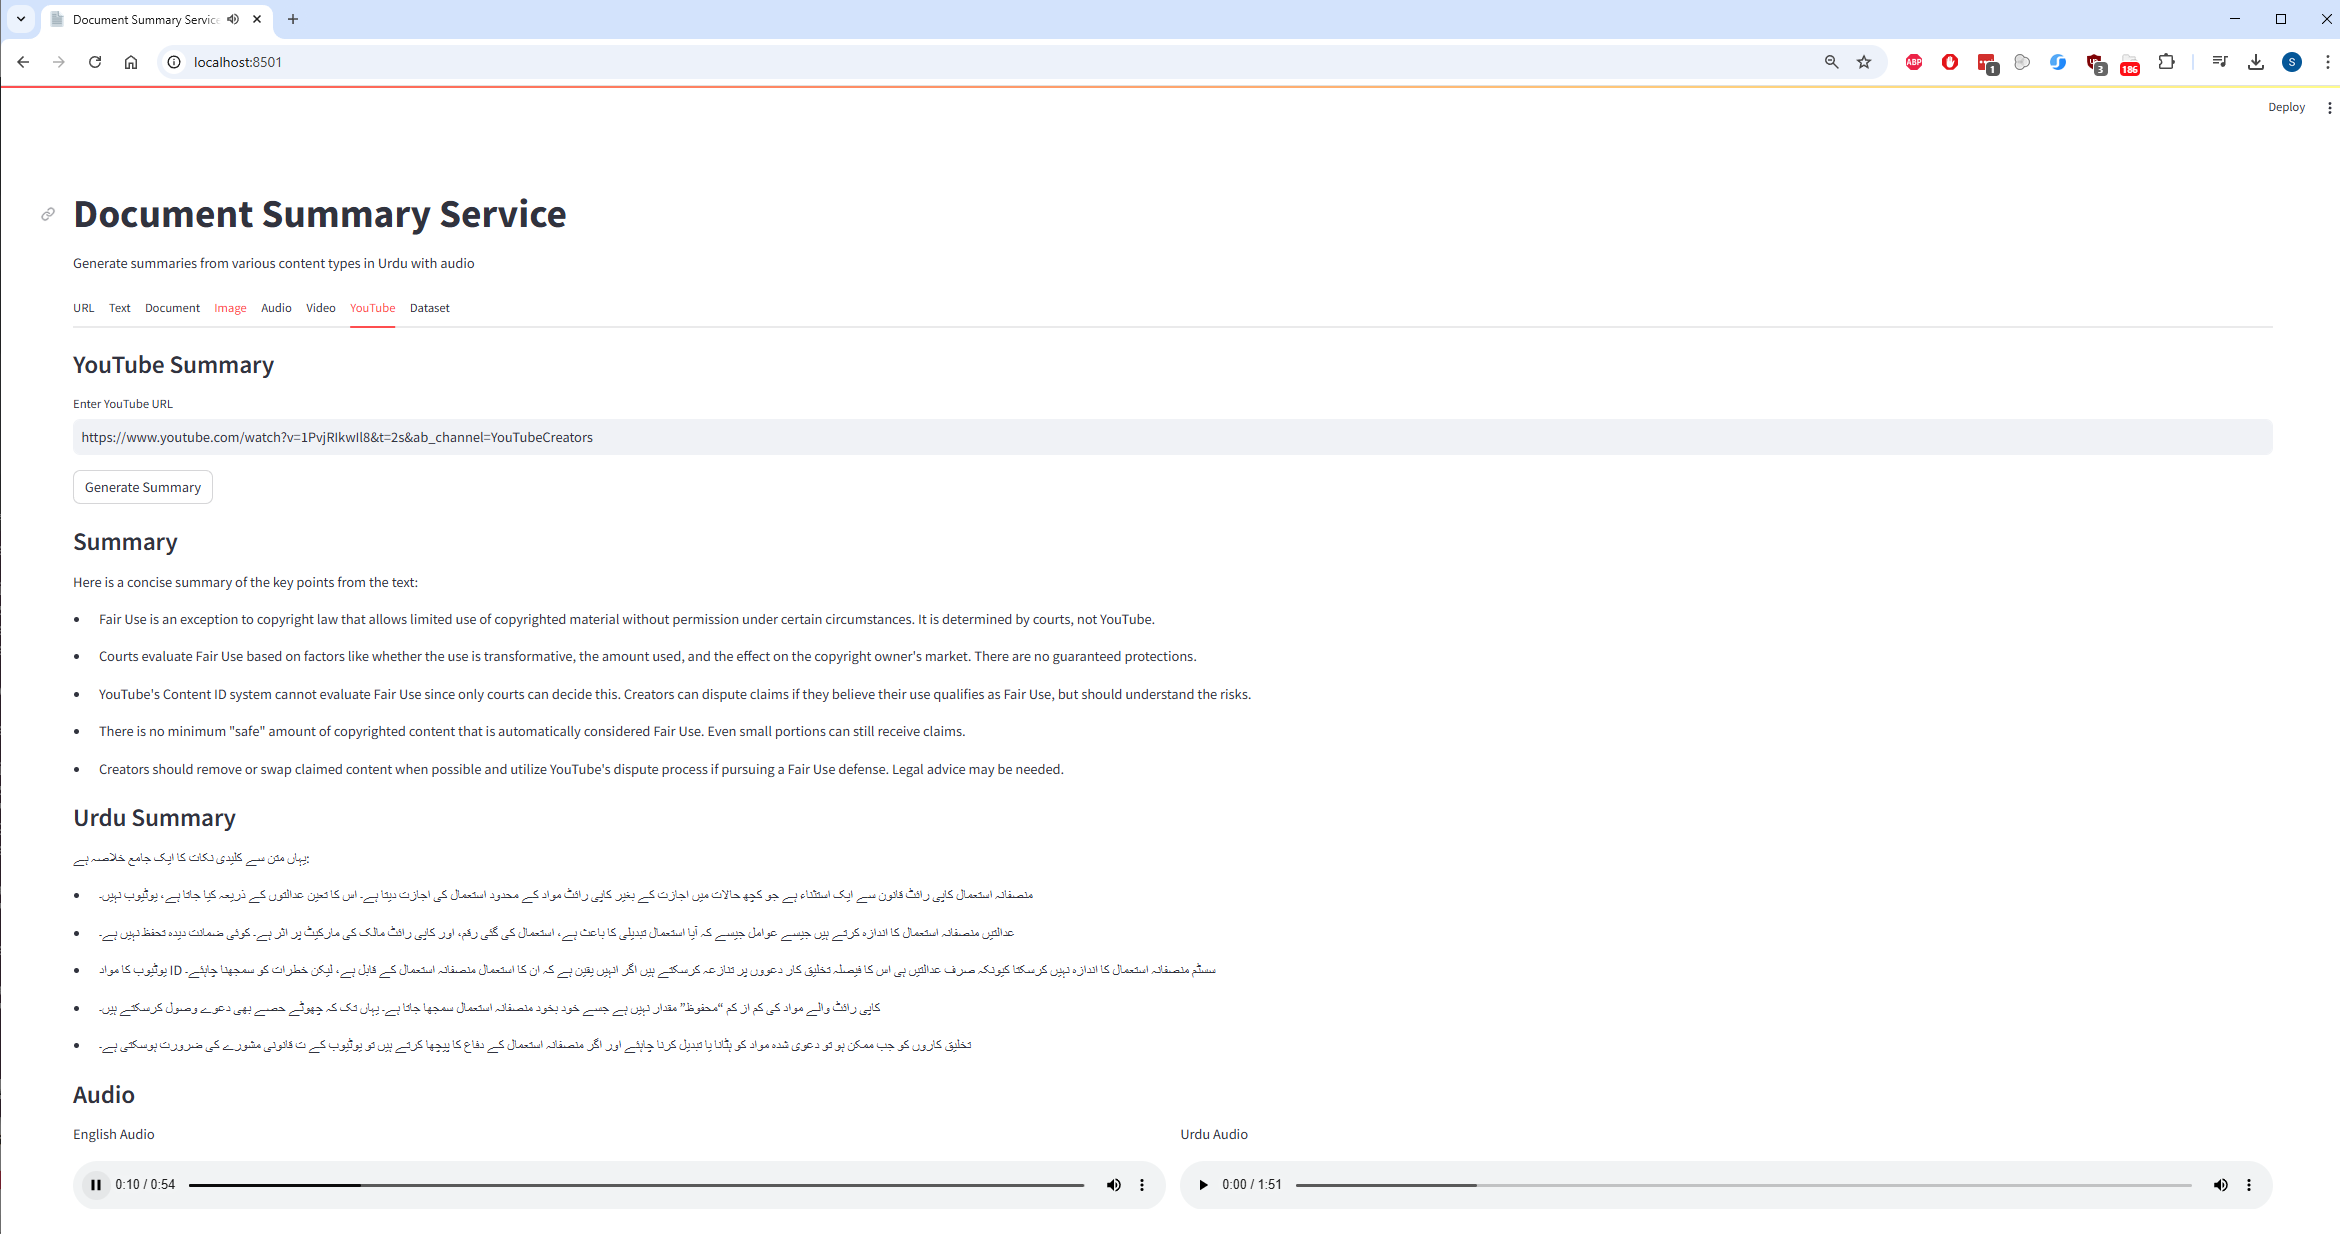 Document Summary Service
localhost:8501
ABP
1
3
186
S
Deploy
Document Summary Service
Generate summaries from various content types in Urdu with audio
URL Text Document Image Audio Video YouTube Dataset
YouTube Summary
Enter YouTube URL
https://www.youtube.com/watch?v=1PvjRIkwIl8&t=2s&ab_channel=YouTubeCreators
Generate Summary
Summary
Here is a concise summary of the key points from the text:
• Fair Use is an exception to copyright law that allows limited use of copyrighted material without permission under certain circumstances. It is determined by courts, not YouTube.
• Courts evaluate Fair Use based on factors like whether the use is transformative, the amount used, and the effect on the copyright owner's market. There are no guaranteed protections.
• YouTube's Content ID system cannot evaluate Fair Use since only courts can decide this. Creators can dispute claims if they believe their use qualifies as Fair Use, but should understand the risks.
• There is no minimum "safe" amount of copyrighted content that is automatically considered Fair Use. Even small portions can still receive claims.
• Creators should remove or swap claimed content when possible and utilize YouTube's dispute process if pursuing a Fair Use defense. Legal advice may be needed.
Urdu Summary
یہاں متن سے کلیدی نکات کا ایک جامع خلاصہ ہے:
• منصفانہ استعمال کاپی رائٹ قانون سے ایک استثناء ہے جو کچھ حالات میں اجازت کے بغیر کاپی رائٹ مواد کے محدود استعمال کی اجازت دیتا ہے۔ اس کا تعین عدالتوں کے ذریعہ کیا جاتا ہے، یوٹیوب نہیں۔
• عدالتیں منصفانہ استعمال کا اندازہ کرتے ہیں جیسے عوامل جیسے کہ آیا استعمال تبدیلی کا باعث ہے، استعمال کی گئی رقم، اور کاپی رائٹ مالک کی مارکیٹ پر اثر ہے۔ کوئی ضمانت دیدہ تحفظ نہیں ہے۔
• یوٹیوب کا مواد ID سسٹم منصفانہ استعمال کا اندازہ نہیں کرسکتا کیونکہ صرف عدالتیں ہی اس کا فیصلہ تخلیق کار دعووں پر تنازعہ کرسکتے ہیں اگر انہیں یقین ہے کہ ان کا استعمال منصفانہ استعمال کے قابل ہے، لیکن خطرات کو سمجھنا چاہئے۔
• کاپی رائٹ والے مواد کی کم از کم “محفوظ” مقدار نہیں ہے جسے خود بخود منصفانہ استعمال سمجھا جاتا ہے۔ یہاں تک کہ چھوٹے حصے بھی دعوے وصول کرسکتے ہیں۔
• تخلیق کاروں کو جب ممکن ہو تو دعوی شدہ مواد کو ہٹانا یا تبدیل کرنا چاہئے اور اگر منصفانہ استعمال کے دفاع کا پیچھا کرتے ہیں تو یوٹیوب کے ت قانونی مشورے کی ضرورت ہوسکتی ہے۔
Audio
English Audio Urdu Audio
0:10 / 0:54 0:00 / 1:51